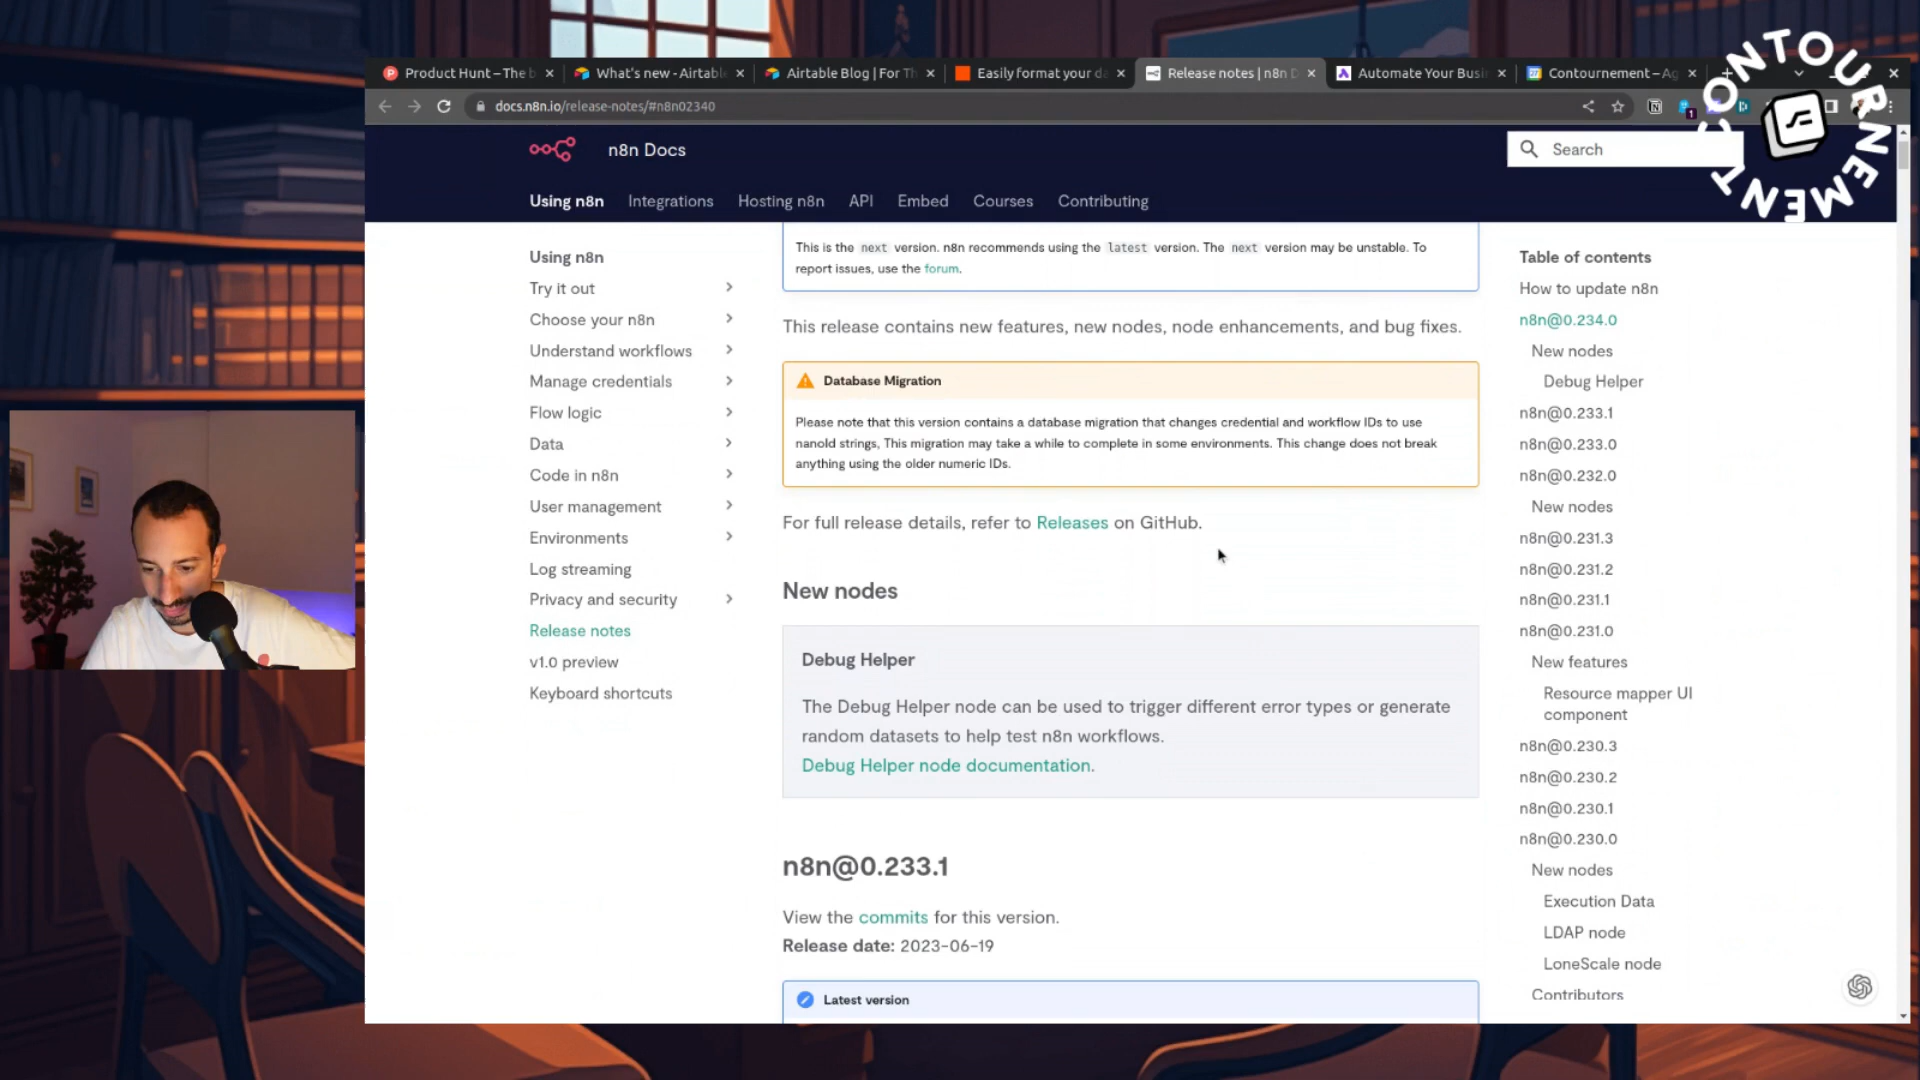 Product Hunt – The b
What's new - Airtable
Airtable Blog | For Th
Easily format your da
Release notes | n8n D
Automate Your Busi
Contournement – Ag
docs.n8n.io/release-notes/#n8n02340
CONTOURNEMENT
n8n Docs
Search
Using n8n
Integrations
Hosting n8n
API
Embed
Courses
Contributing
Using n8n
Try it out
Choose your n8n
Understand workflows
Manage credentials
Flow logic
Data
Code in n8n
User management
Environments
Log streaming
Privacy and security
Release notes
v1.0 preview
Keyboard shortcuts
This is the next version. n8n recommends using the latest version. The next version may be unstable. To
report issues, use the forum.
This release contains new features, new nodes, node enhancements, and bug fixes.
Database Migration
Please note that this version contains a database migration that changes credential and workflow IDs to use
nanoId strings, This migration may take a while to complete in some environments. This change does not break
anything using the older numeric IDs.
For full release details, refer to Releases on GitHub.
New nodes
Debug Helper
The Debug Helper node can be used to trigger different error types or generate
random datasets to help test n8n workflows.
Debug Helper node documentation.
n8n@0.233.1
View the commits for this version.
Release date: 2023-06-19
Latest version
Table of contents
How to update n8n
n8n@0.234.0
New nodes
Debug Helper
n8n@0.233.1
n8n@0.233.0
n8n@0.232.0
New nodes
n8n@0.231.3
n8n@0.231.2
n8n@0.231.1
n8n@0.231.0
New features
Resource mapper UI
component
n8n@0.230.3
n8n@0.230.2
n8n@0.230.1
n8n@0.230.0
New nodes
Execution Data
LDAP node
LoneScale node
Contributors